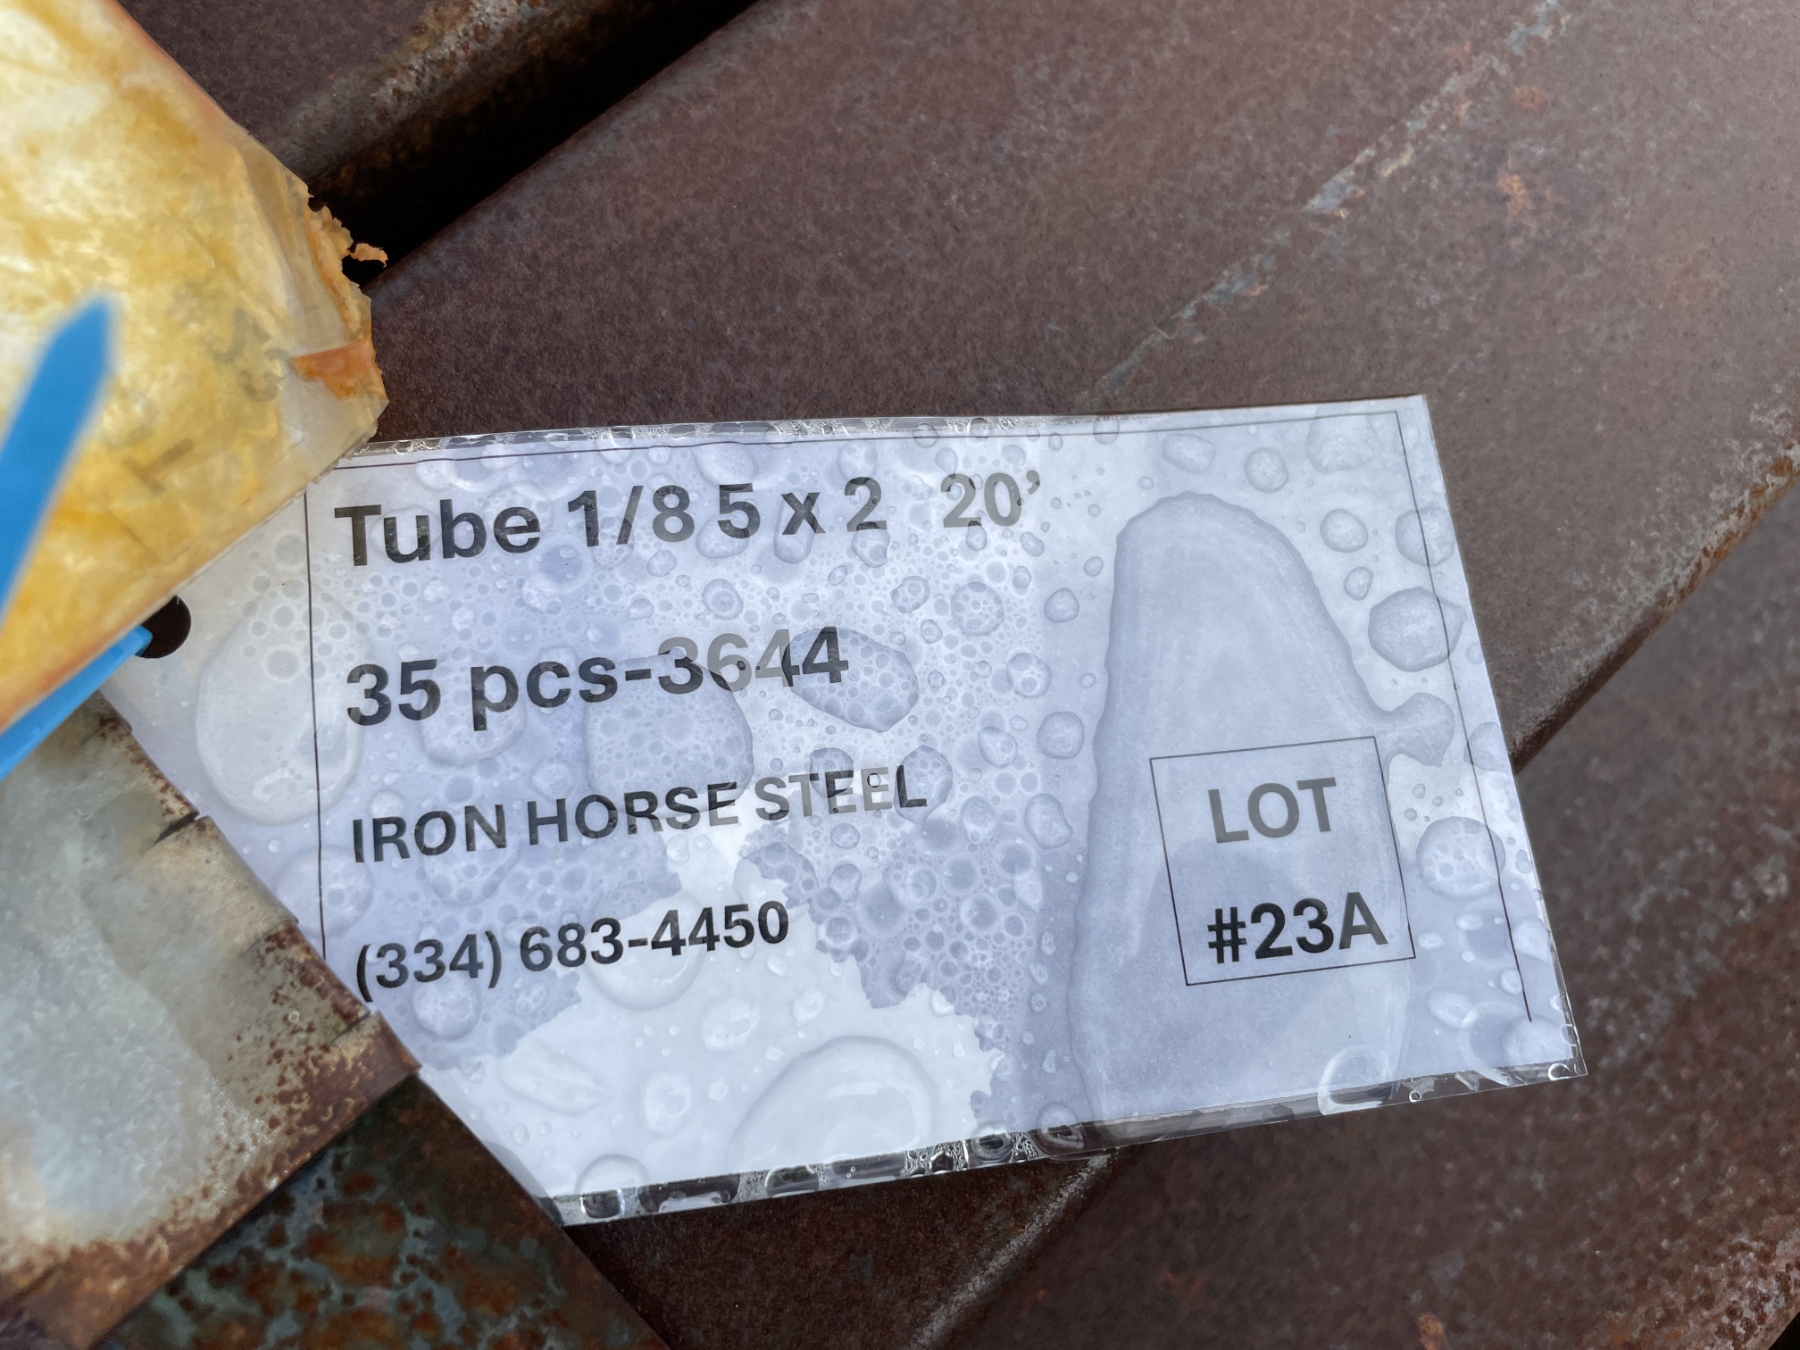 Tube 1/8 5 x 2 20’
35 pcs-3644
IRON HORSE STEEL
(334) 683-4450
LOT
#23A